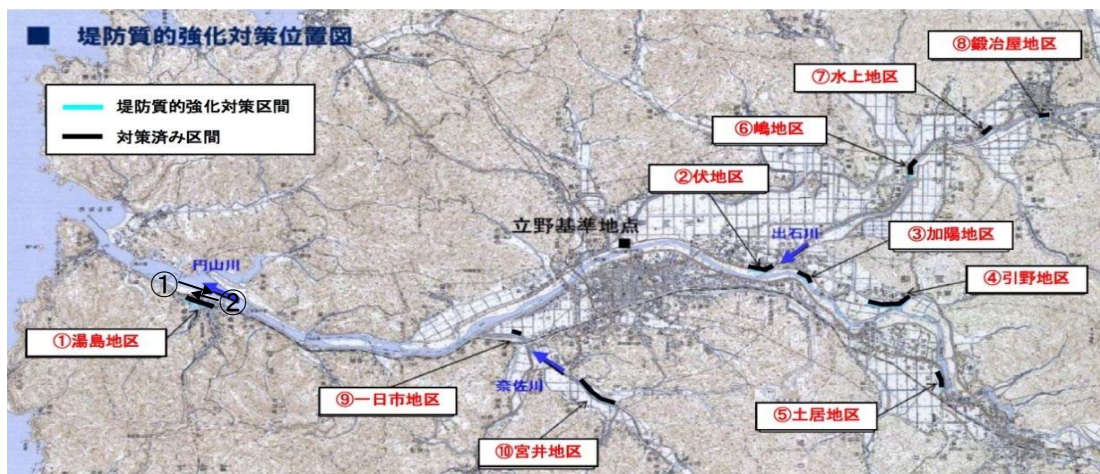 ■ 堤防質的強化対策位置図
堤防質的強化対策区間
対策済み区間
⑧鍛冶屋地区
⑦水上地区
⑥嶋地区
②伏地区
立野基準地点
出石川
③加陽地区
④引野地区
円山川
①
②
①湯島地区
⑨一日市地区
奈佐川
⑤土居地区
⑩宮井地区